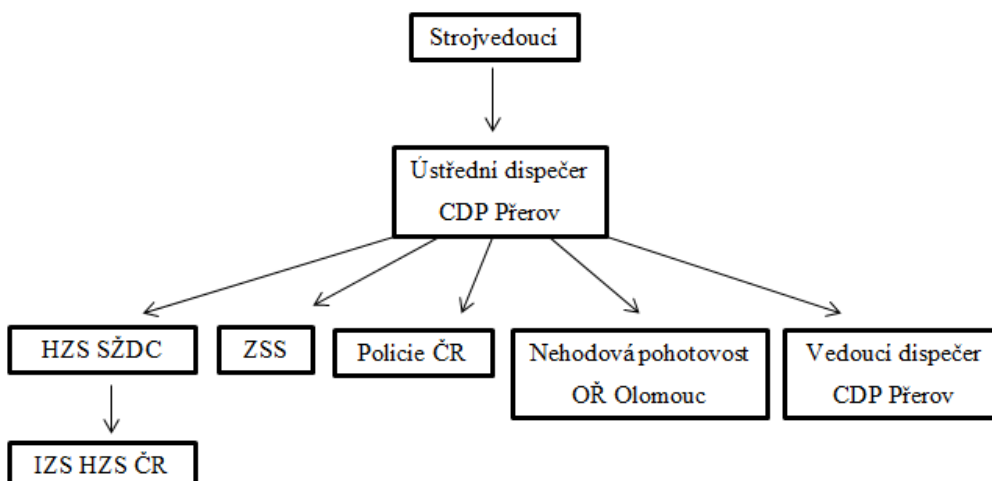 Strojvedoucí
Ústřední dispečer
CDP Přerov
HZS SŽDC
ZSS
Policie ČR
Nehodová pohotovost
OŘ Olomouc
Vedoucí dispečer
CDP Přerov
IZS HZS ČR